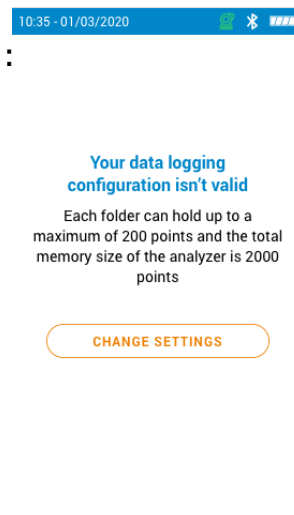 10:35 - 01/03/2020
:
Your data logging
configuration isn't valid
Each folder can hold up to a
maximum of 200 points and the total
memory size of the analyzer is 2000
points
CHANGE SETTINGS